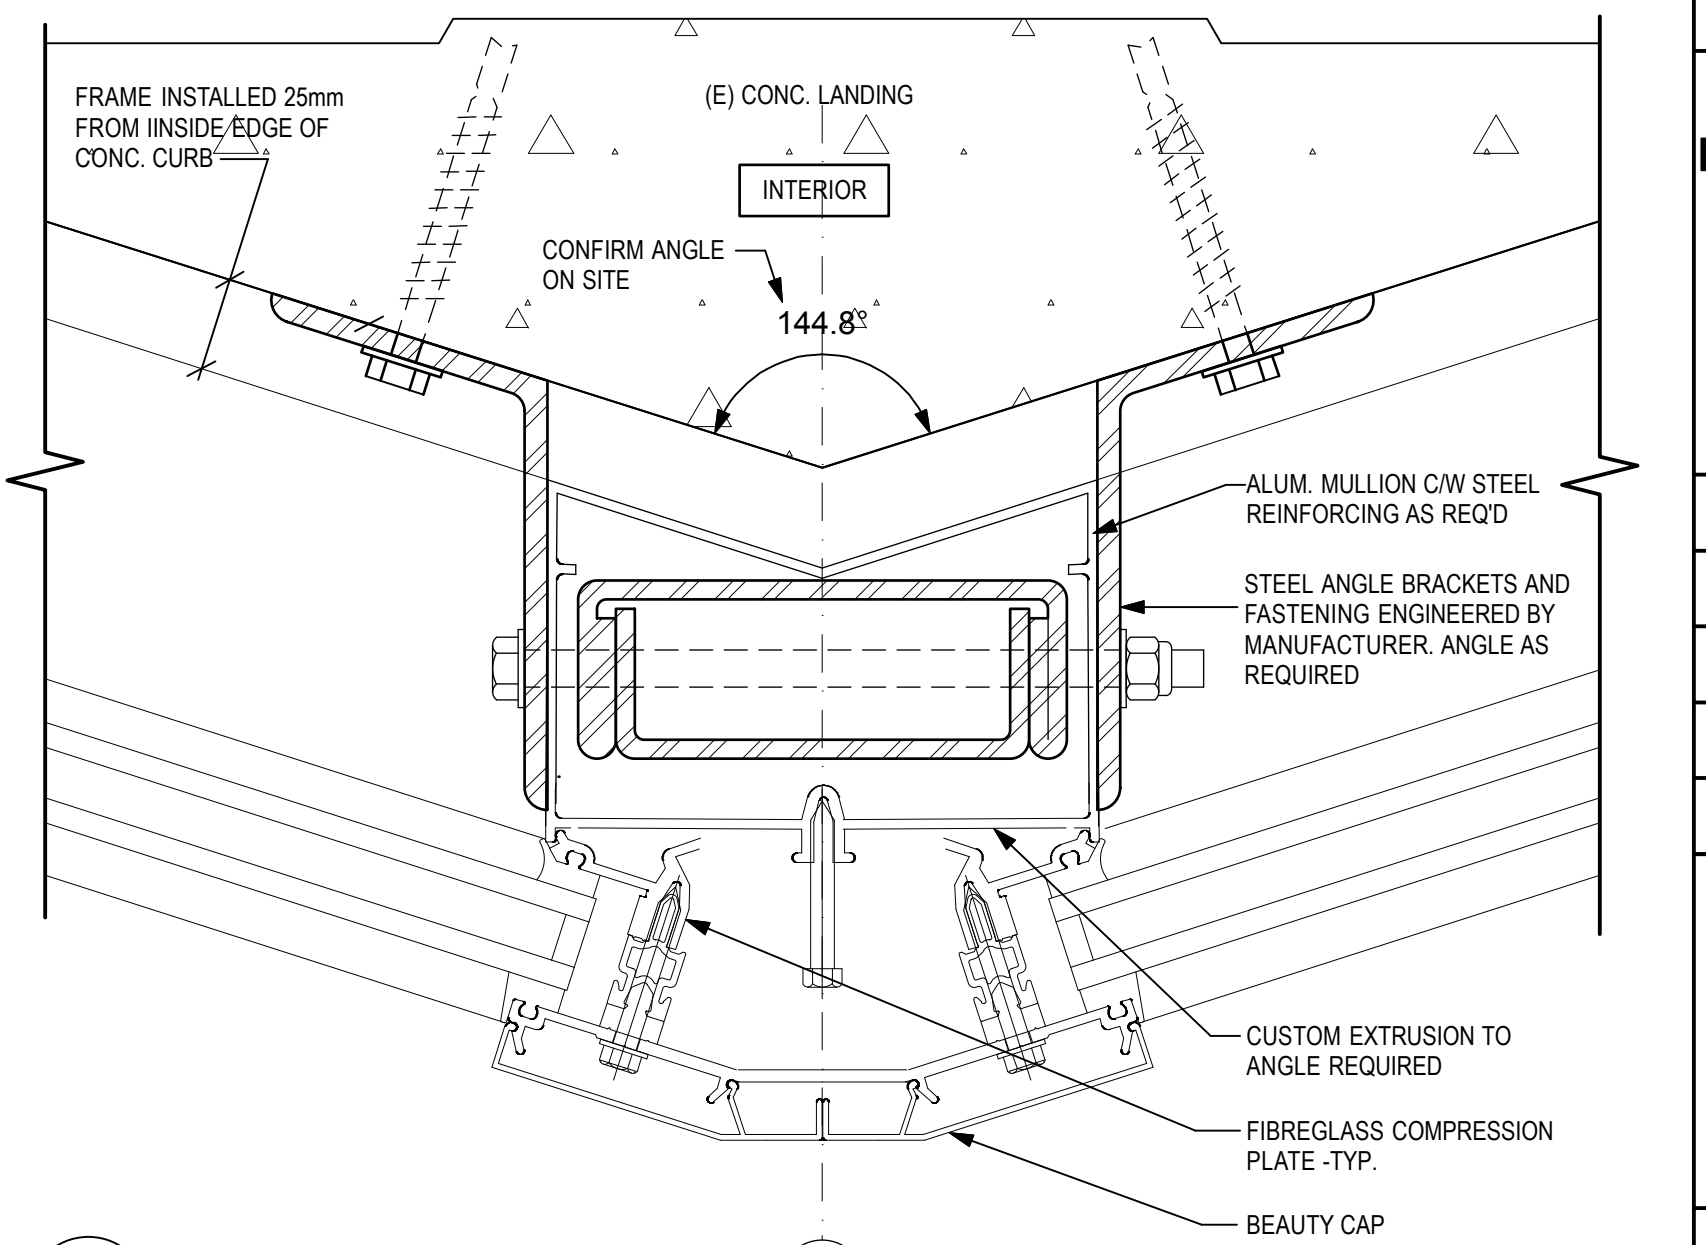 FRAME INSTALLED 25mm
FROM IINSIDE EDGE OF
CONC. CURB
(E) CONC. LANDING
INTERIOR
CONFIRM ANGLE
ON SITE
144.8°
ALUM. MULLION C/W STEEL
REINFORCING AS REQ'D
STEEL ANGLE BRACKETS AND
FASTENING ENGINEERED BY
MANUFACTURER. ANGLE AS
REQUIRED
CUSTOM EXTRUSION TO
ANGLE REQUIRED
FIBREGLASS COMPRESSION
PLATE -TYP.
BEAUTY CAP